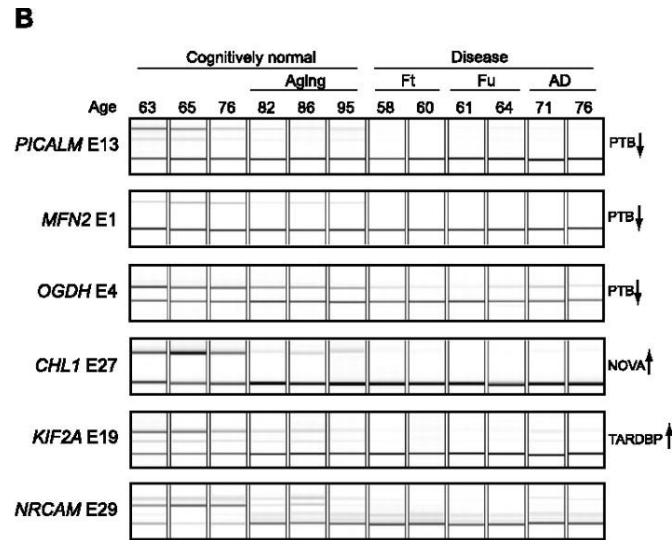 B
Cognitively normal Disease
Aging Ft Fu AD
Age 63 65 76 82 86 95 58 60 61 64 71 76
PICALM E13 PTB↓
MFN2 E1 PTB↓
OGDH E4 PTB↓
CHL1 E27 NOVA↑
KIF2A E19 TARDBP↑
NRCAM E29